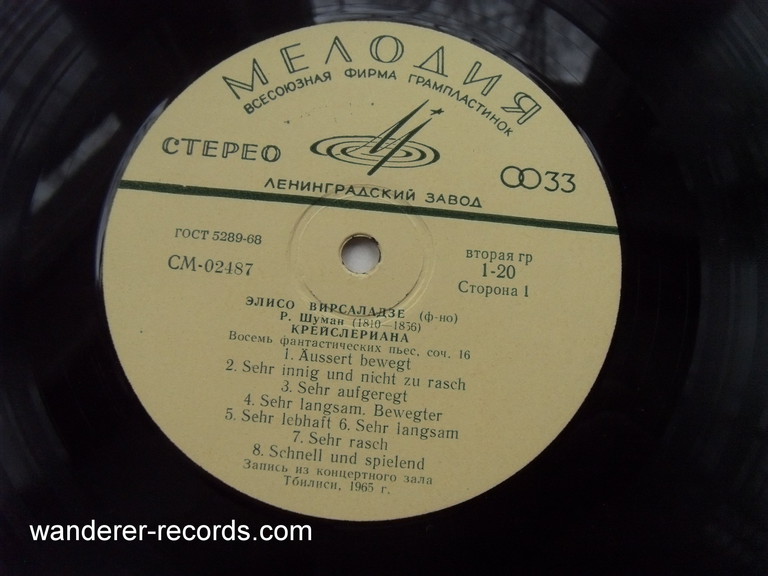 МЕЛОДИЯ
ВСЕСОЮЗНАЯ ФИРМА ГРАМПЛАСТИНОК
СТЕРЕО
33
ЛЕНИНГРАДСКИЙ ЗАВОД
ГОСТ 5289-68
СМ-02487
вторая гр
1-20
Сторона 1
ЭЛИСО ВИРСАЛАДЗЕ (ф-но)
Р. Шуман (1810—1856)
КРЕЙСЛЕРИАНА
Восемь фантастических пьес, соч. 16
1. Äussert bewegt
2. Sehr innig und nicht zu rasch
3. Sehr aufgeregt
4. Sehr langsam. Bewegter
5. Sehr lebhaft 6. Sehr langsam
7. Sehr rasch
8. Schnell und spielend
Запись из концертного зала
Тбилиси, 1965 г.
wanderer-records.com